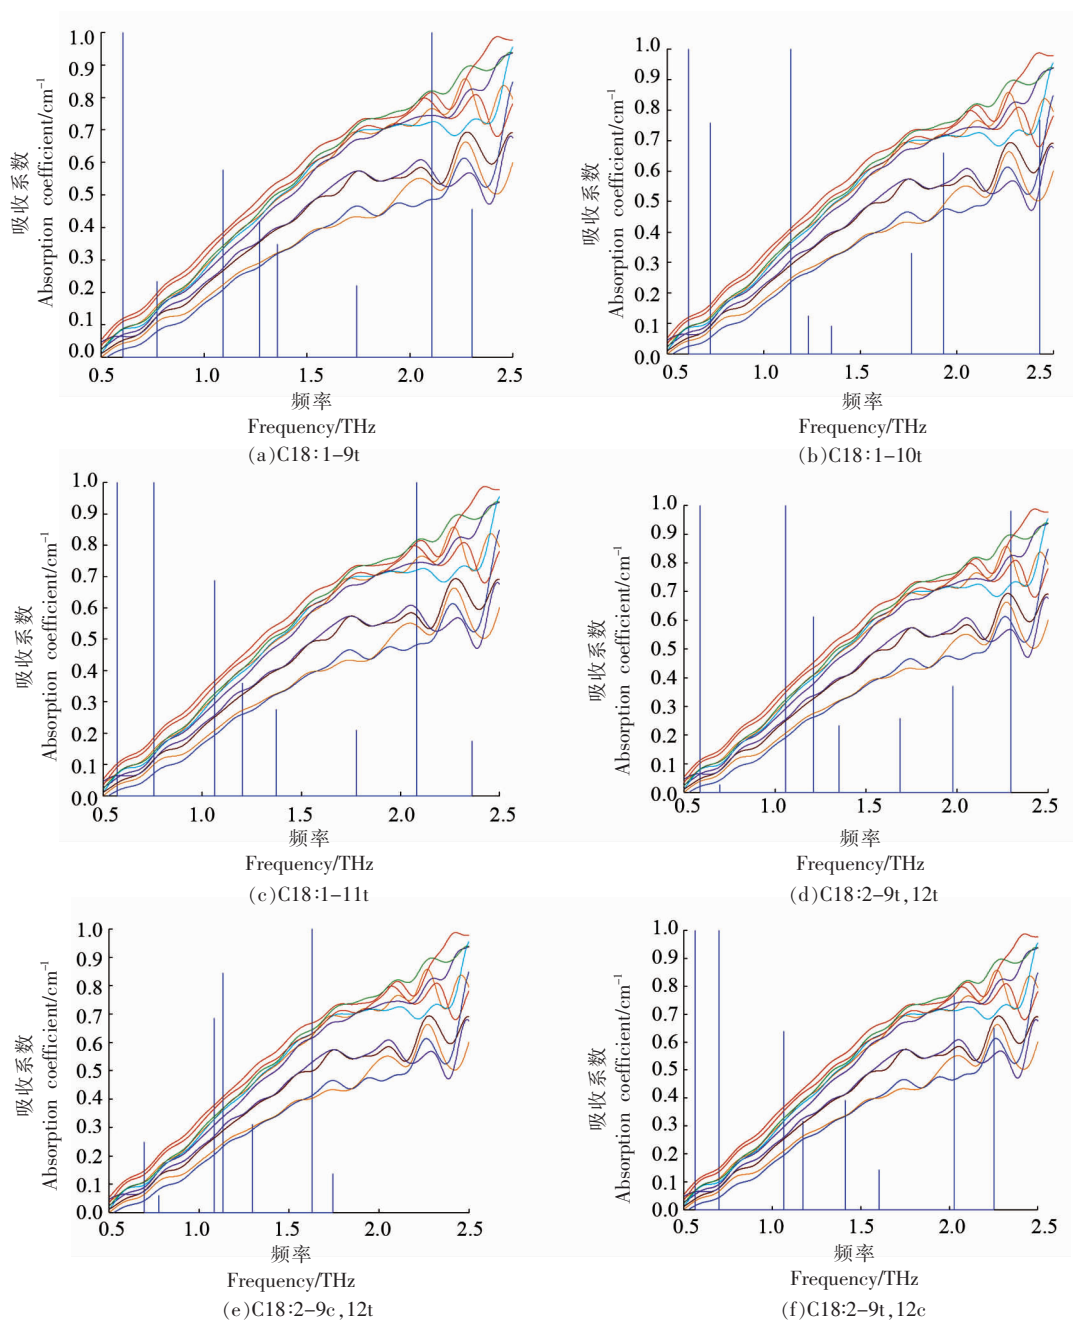 1.0
0.9
0.8
0.7
0.6
0.5
0.4
0.3
0.2
0.1
0.0
吸收系数
Absorption coefficient/cm⁻¹
0.5 1.0 1.5 2.0 2.5
频率
Frequency/THz
(a)C18:1-9t
1.0
0.9
0.8
0.7
0.6
0.5
0.4
0.3
0.2
0.1
0.0
吸收系数
Absorption coefficient/cm⁻¹
0.5 1.0 1.5 2.0 2.5
频率
Frequency/THz
(b)C18:1-10t
1.0
0.9
0.8
0.7
0.6
0.5
0.4
0.3
0.2
0.1
0.0
吸收系数
Absorption coefficient/cm⁻¹
0.5 1.0 1.5 2.0 2.5
频率
Frequency/THz
(c)C18:1-11t
1.0
0.9
0.8
0.7
0.6
0.5
0.4
0.3
0.2
0.1
0.0
吸收系数
Absorption coefficient/cm⁻¹
0.5 1.0 1.5 2.0 2.5
频率
Frequency/THz
(d)C18:2-9t,12t
1.0
0.9
0.8
0.7
0.6
0.5
0.4
0.3
0.2
0.1
0.0
吸收系数
Absorption coefficient/cm⁻¹
0.5 1.0 1.5 2.0 2.5
频率
Frequency/THz
(e)C18:2-9c,12t
1.0
0.9
0.8
0.7
0.6
0.5
0.4
0.3
0.2
0.1
0.0
吸收系数
Absorption coefficient/cm⁻¹
0.5 1.0 1.5 2.0 2.5
频率
Frequency/THz
(f)C18:2-9t,12c